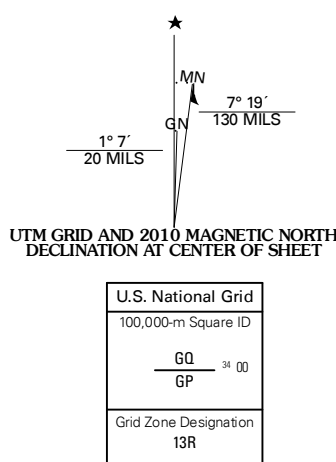 MN
GN
7° 19´
130 MILS
1° 7´
20 MILS
UTM GRID AND 2010 MAGNETIC NORTH
DECLINATION AT CENTER OF SHEET
U.S. National Grid
100,000-m Square ID
GQ
34 00
GP
Grid Zone Designation
13R